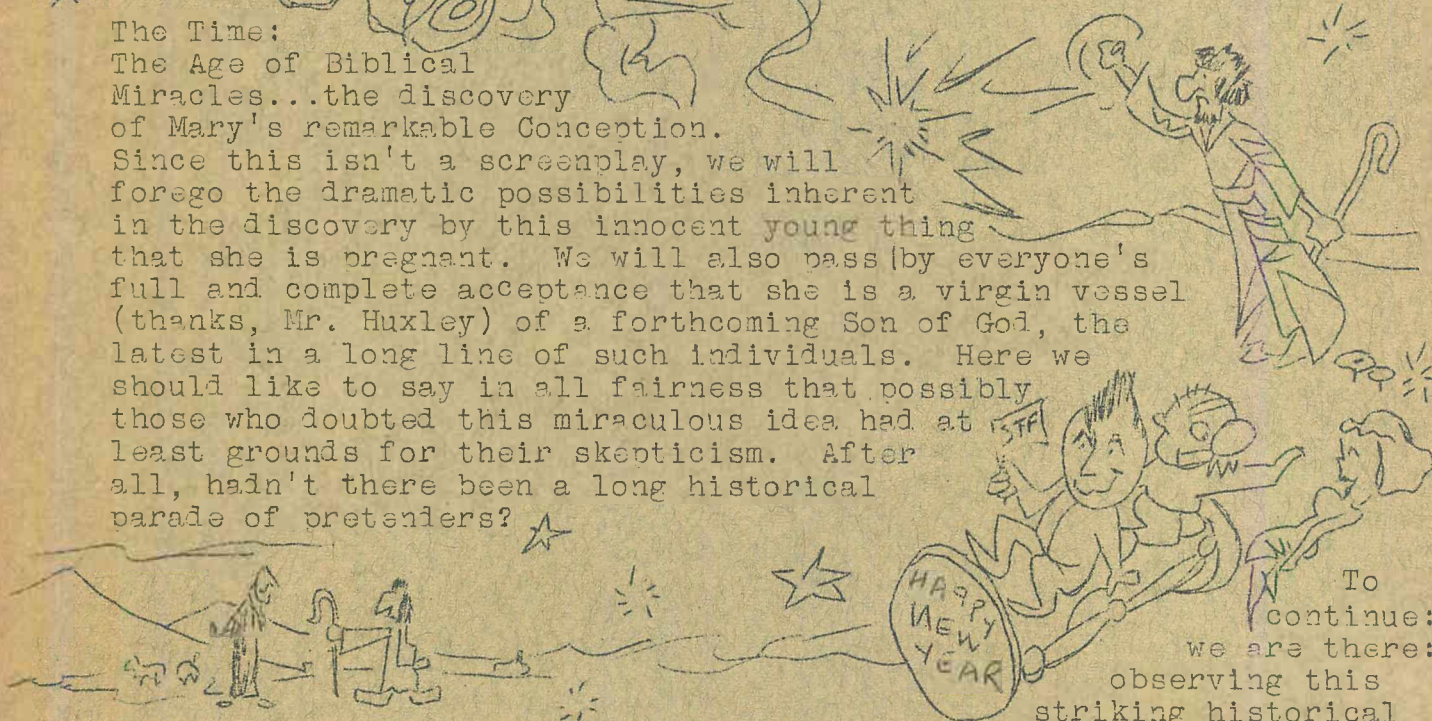 The Time:
The Age of Biblical
Miracles...the discovery
of Mary's remarkable Conception.
Since this isn't a screenplay, we will
forego the dramatic possibilities inherent
in the discovery by this innocent young thing
that she is pregnant.  We will also pass by everyone's
full and complete acceptance that she is a virgin vessel
(thanks, Mr. Huxley) of a forthcoming Son of God, the
latest in a long line of such individuals.  Here we
should like to say in all fairness that possibly
those who doubted this miraculous idea had at
least grounds for their skepticism.  After
all, hadn't there been a long historical
parade of pretenders?
STF
HAPPY
NEW
YEAR
To
continue:
we are there:
observing this
striking historical